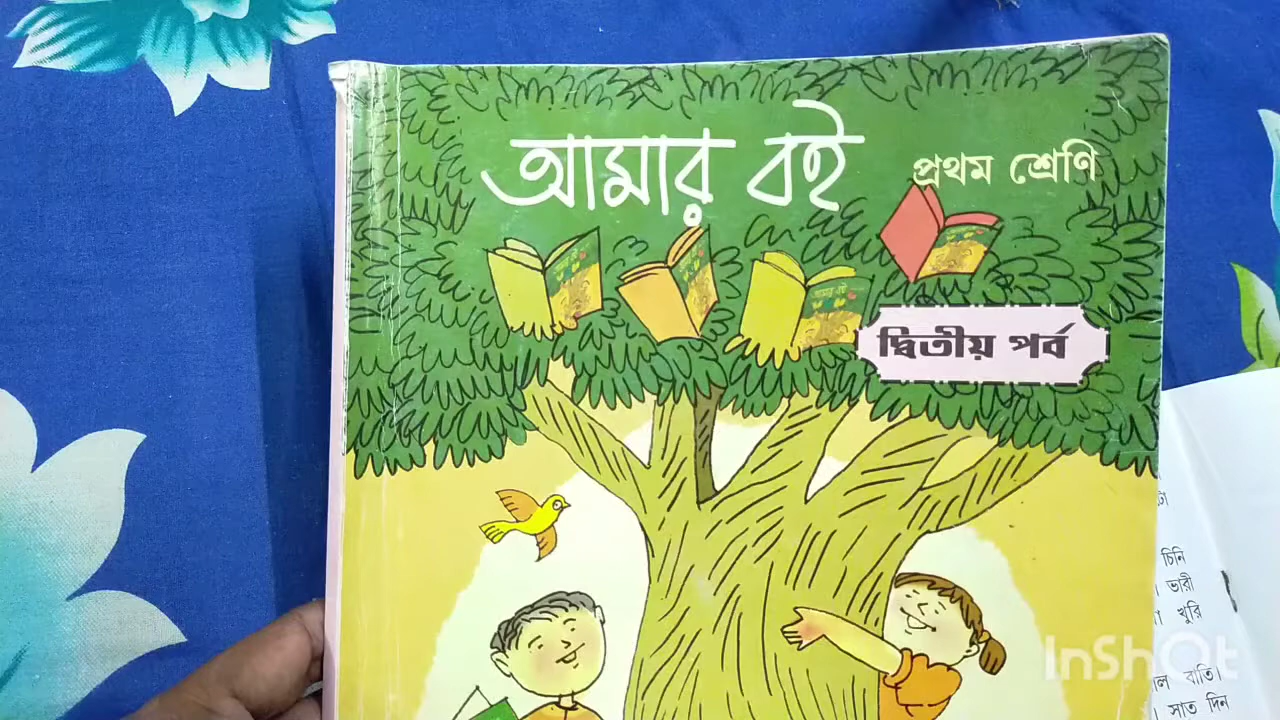 আমার বই
প্রথম শ্রেণি
দ্বিতীয় পর্ব
চিনি
ভারী
খুরি
বাতি।
সাত দিন
InShOt